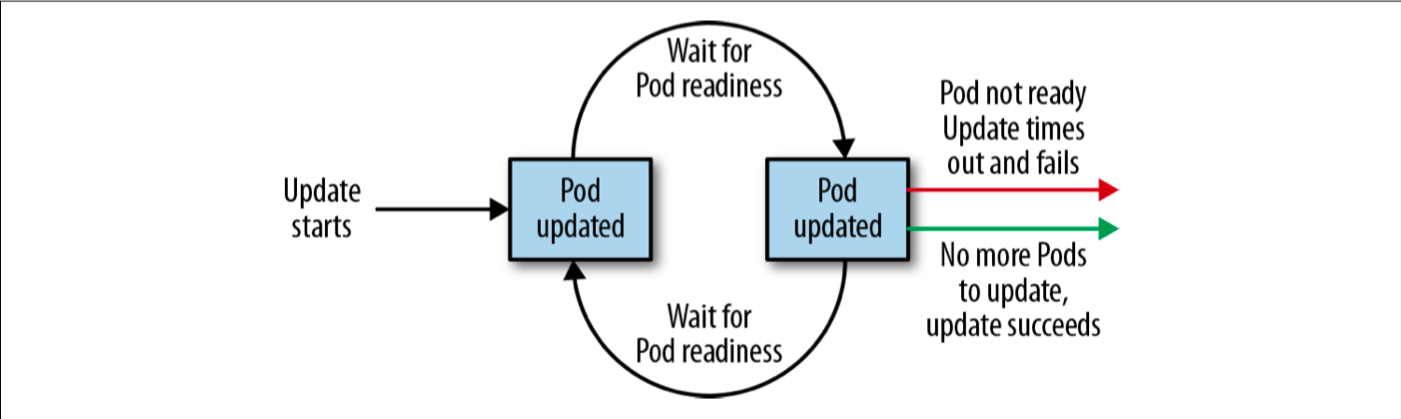 Update
starts
Pod
updated
Wait for
Pod readiness
Pod
updated
Wait for
Pod readiness
Pod not ready
Update times
out and fails
No more Pods
to update,
update succeeds